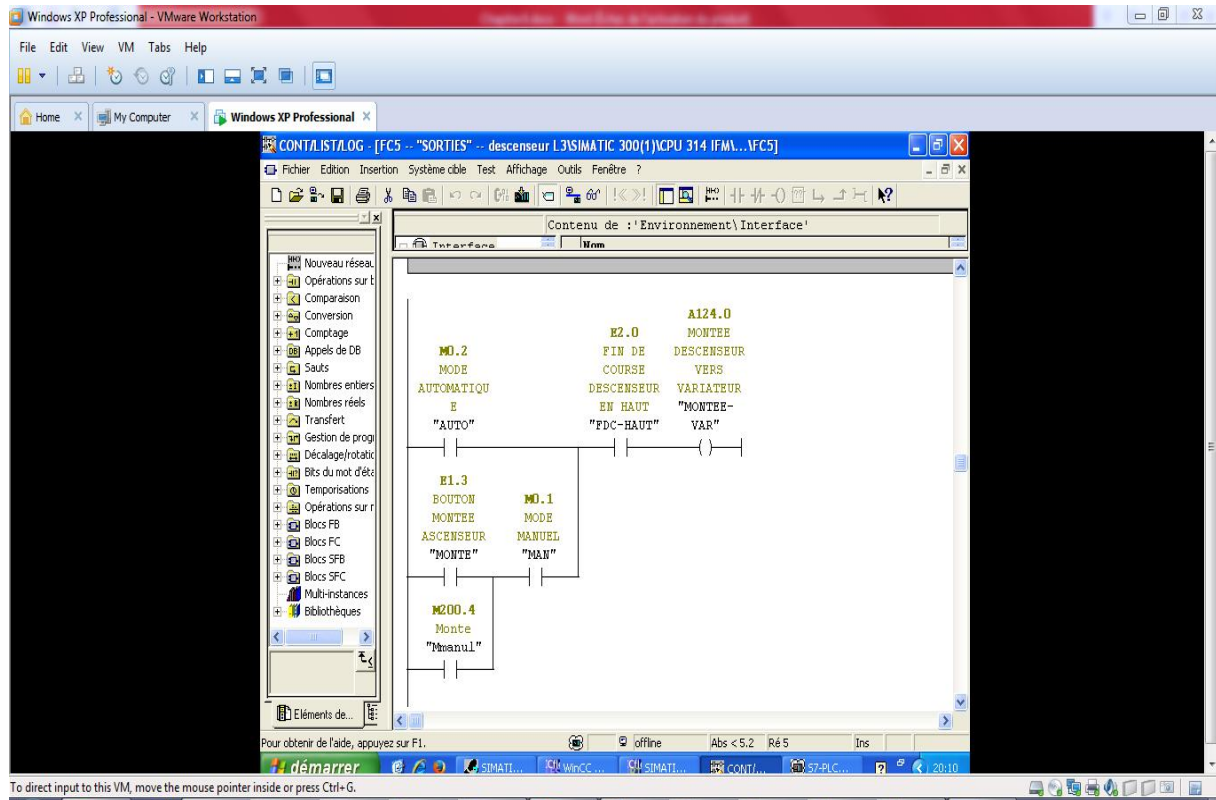 Windows XP Professional - VMware Workstation
File Edit View VM Tabs Help
Home
My Computer
Windows XP Professional
CONT/LIST/LOG - [FC5 -- "SORTIES" -- descenseur L3\SIMATIC 300(1)\CPU 314 IFM\...\FC5]
Fichier Edition Insertion Système cible Test Affichage Outils Fenêtre ?
Contenu de :'Environnement\Interface'
Interface
Nom
Nouveau réseau
Opérations sur b
Comparaison
Conversion
Comptage
Appels de DB
Sauts
Nombres entiers
Nombres réels
Transfert
Gestion de progr
Décalage/rotatic
Bits du mot d'éta
Temporisations
Opérations sur r
Blocs FB
Blocs FC
Blocs SFB
Blocs SFC
Multi-instances
Bibliothèques
Eléments de...
M0.2
MODE
AUTOMATIQU
E
"AUTO"
E2.0
FIN DE
COURSE
DESCENSEUR
EN HAUT
"FDC-HAUT"
A124.0
MONTEE
DESCENSEUR
VERS
VARIATEUR
"MONTEE-
VAR"
E1.3
BOUTON
MONTEE
ASCENSEUR
"MONTE"
M0.1
MODE
MANUEL
"MAN"
M200.4
Monte
"Mmanul"
Pour obtenir de l'aide, appuyez sur F1.
offline
Abs < 5.2
Ré 5
Ins
démarrer
SIMATI...
WinCC ...
SIMATI...
CONT/...
S7-PLC...
20:10
To direct input to this VM, move the mouse pointer inside or press Ctrl+G.